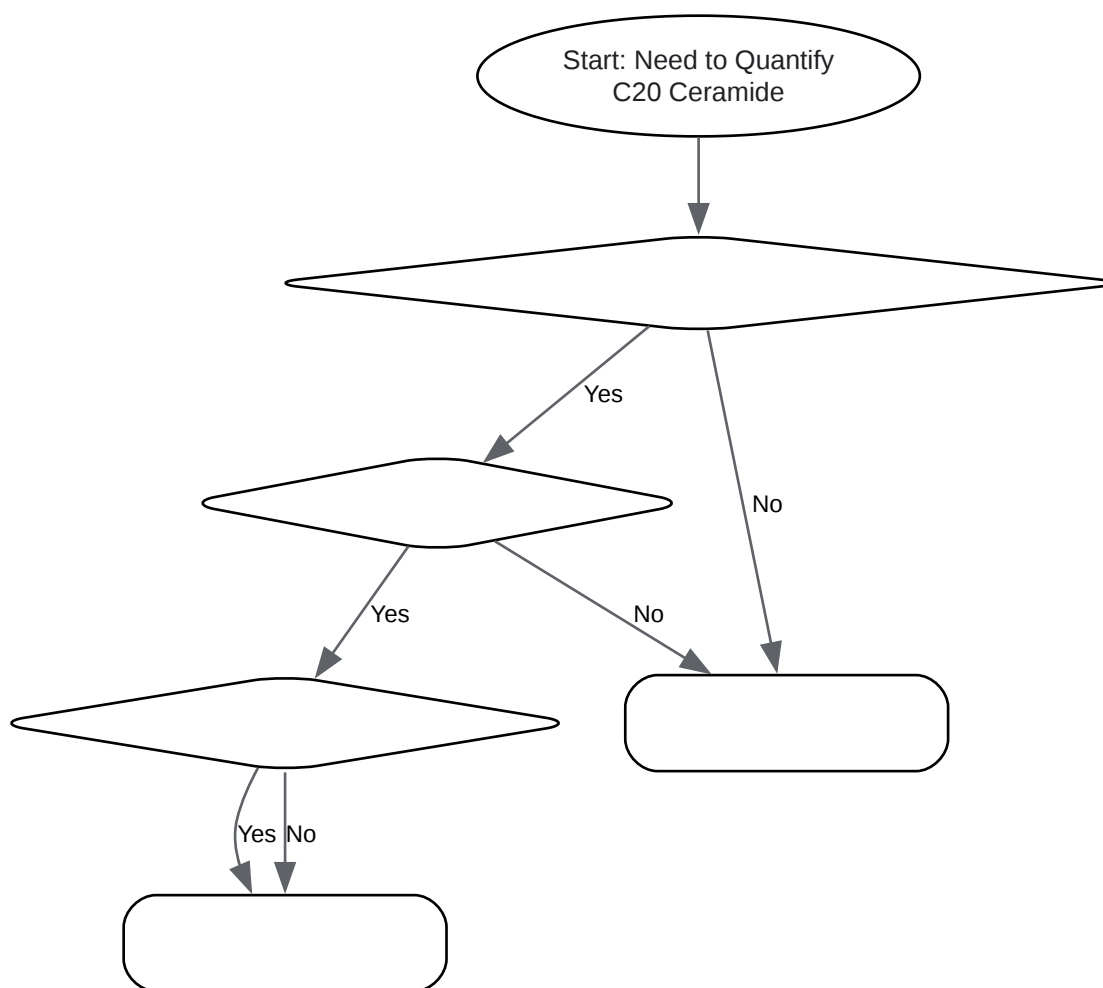 Start: Need to Quantify
C20 Ceramide
Yes
No
Yes
No
Yes
No